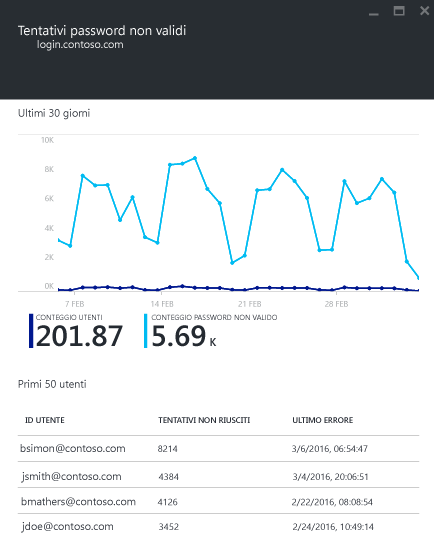 Tentativi password non validi
login.contoso.com
Ultimi 30 giorni
10K
8K
6K
4K
2K
0K
7 FEB 14 FEB 21 FEB 28 FEB
CONTEGGIO UTENTI CONTEGGIO PASSWORD NON VALIDO
201.87 5.69 K
Primi 50 utenti
ID UTENTE TENTATIVI NON RIUSCITI ULTIMO ERRORE
bsimon@contoso.com 8214 3/6/2016, 06:54:47
jsmith@contoso.com 4384 3/4/2016, 20:06:51
bmathers@contoso.com 4126 2/22/2016, 08:08:54
jdoe@contoso.com 3452 2/24/2016, 10:49:14